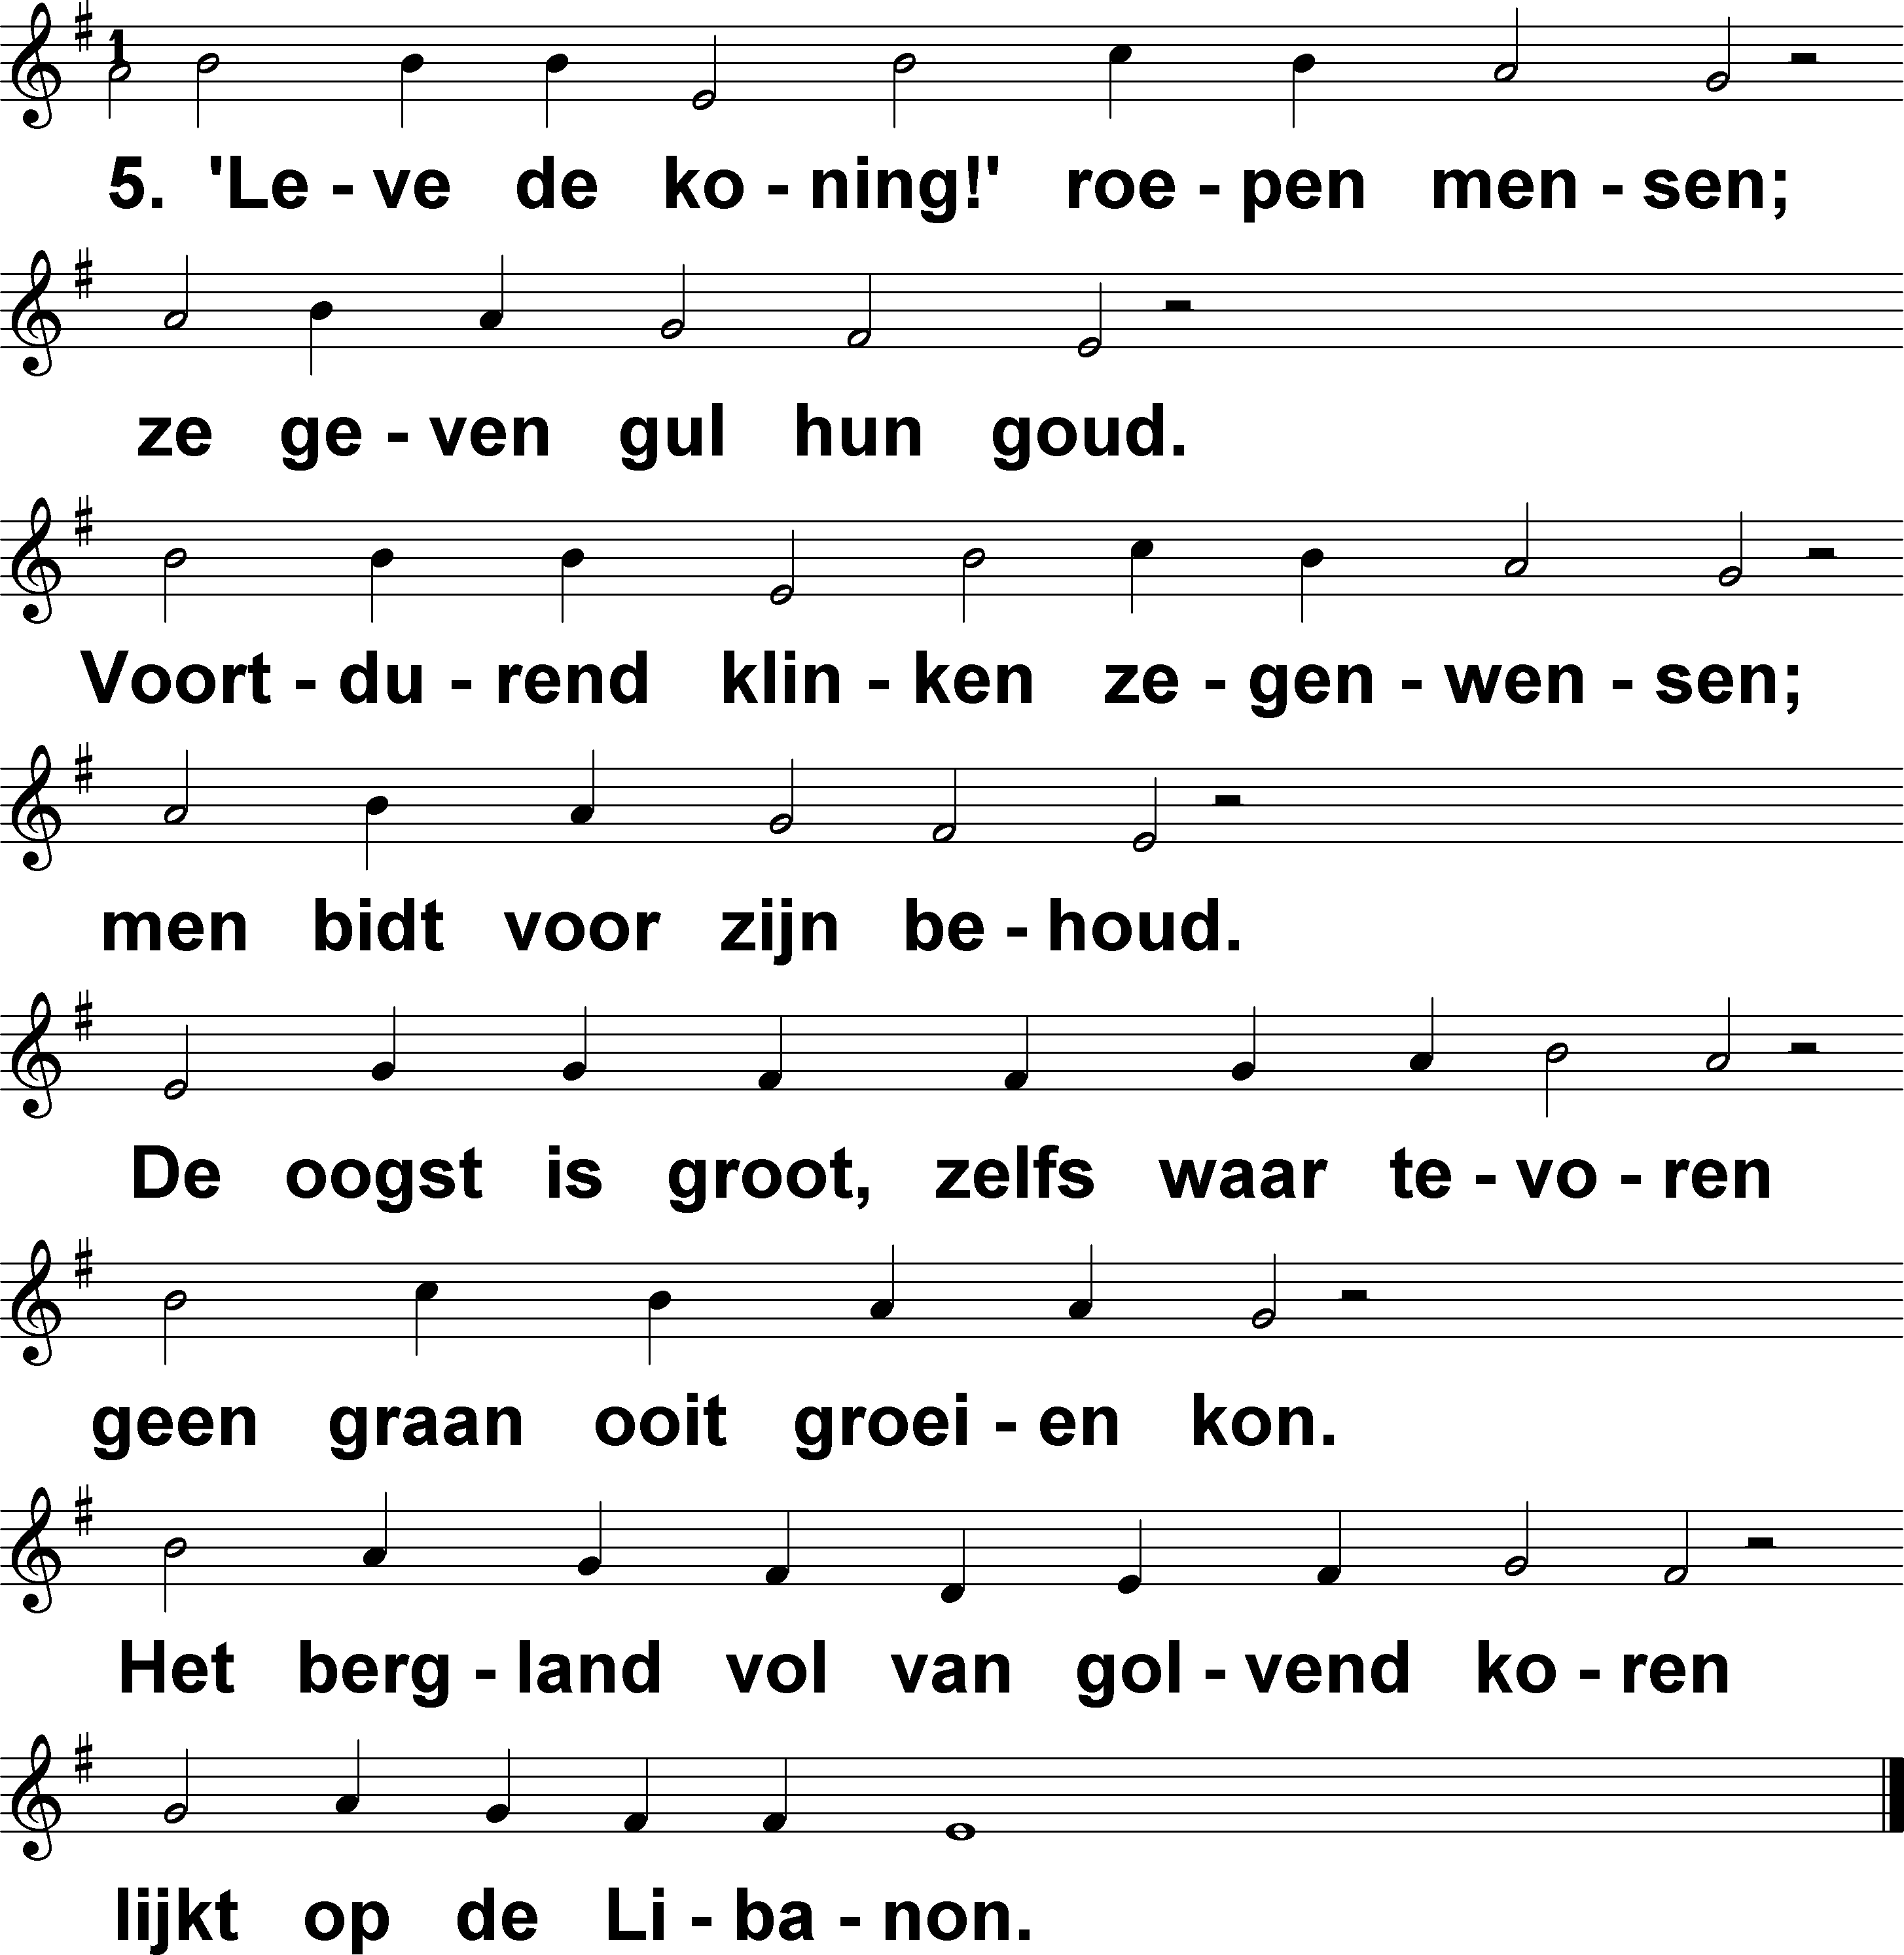 1
5. 'Le - ve de ko - ning!' roe - pen men - sen;
ze ge - ven gul hun goud.
Voort - du - rend klin - ken ze - gen - wen - sen;
men bidt voor zijn be - houd.
De oogst is groot, zelfs waar te - vo - ren
geen graan ooit groei - en kon.
Het berg - land vol van gol - vend ko - ren
lijkt op de Li - ba - non.